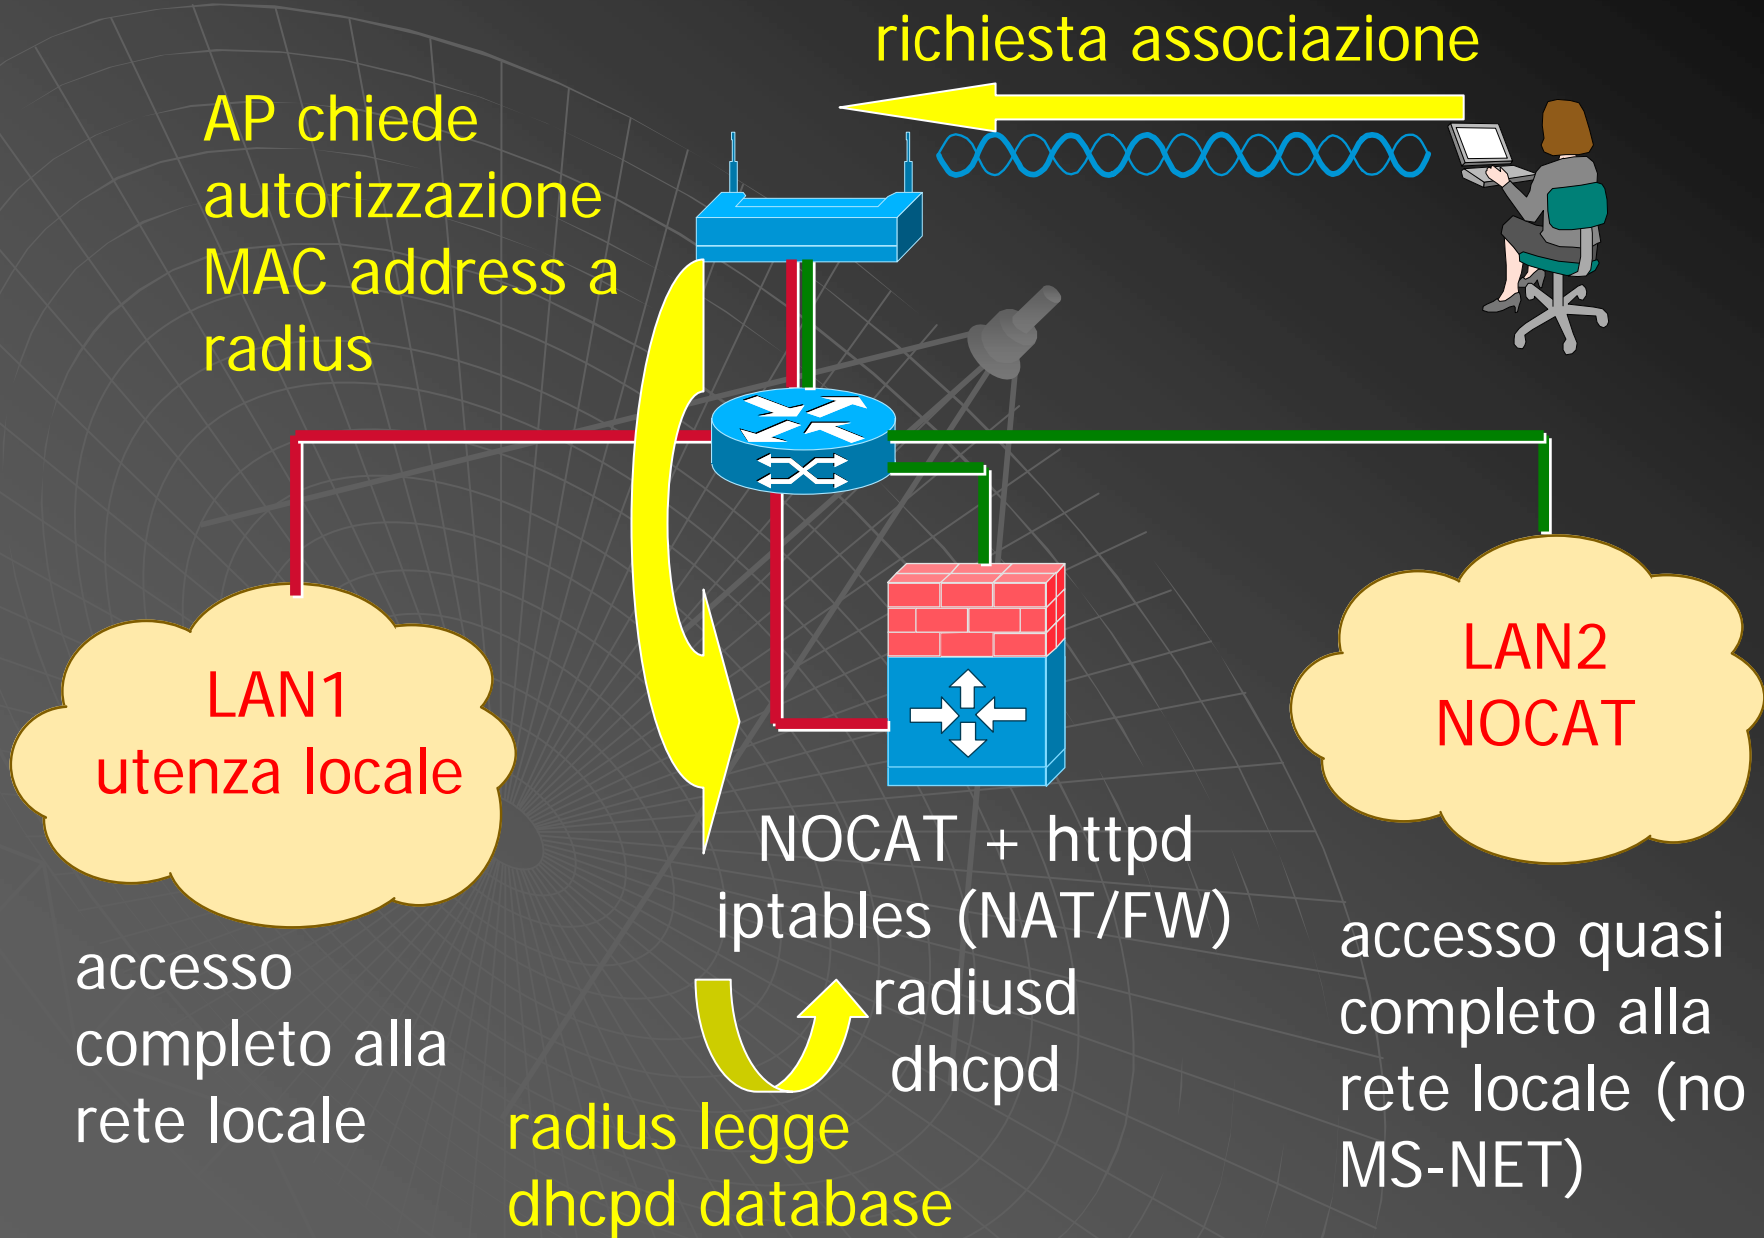 richiesta associazione
AP chiede
autorizzazione
MAC address a
radius
LAN1
utenza locale
LAN2
NOCAT
NOCAT + httpd
iptables (NAT/FW)
radiusd
dhcpd
accesso
completo alla
rete locale
accesso quasi
completo alla
rete locale (no
MS-NET)
radius legge
dhcpd database